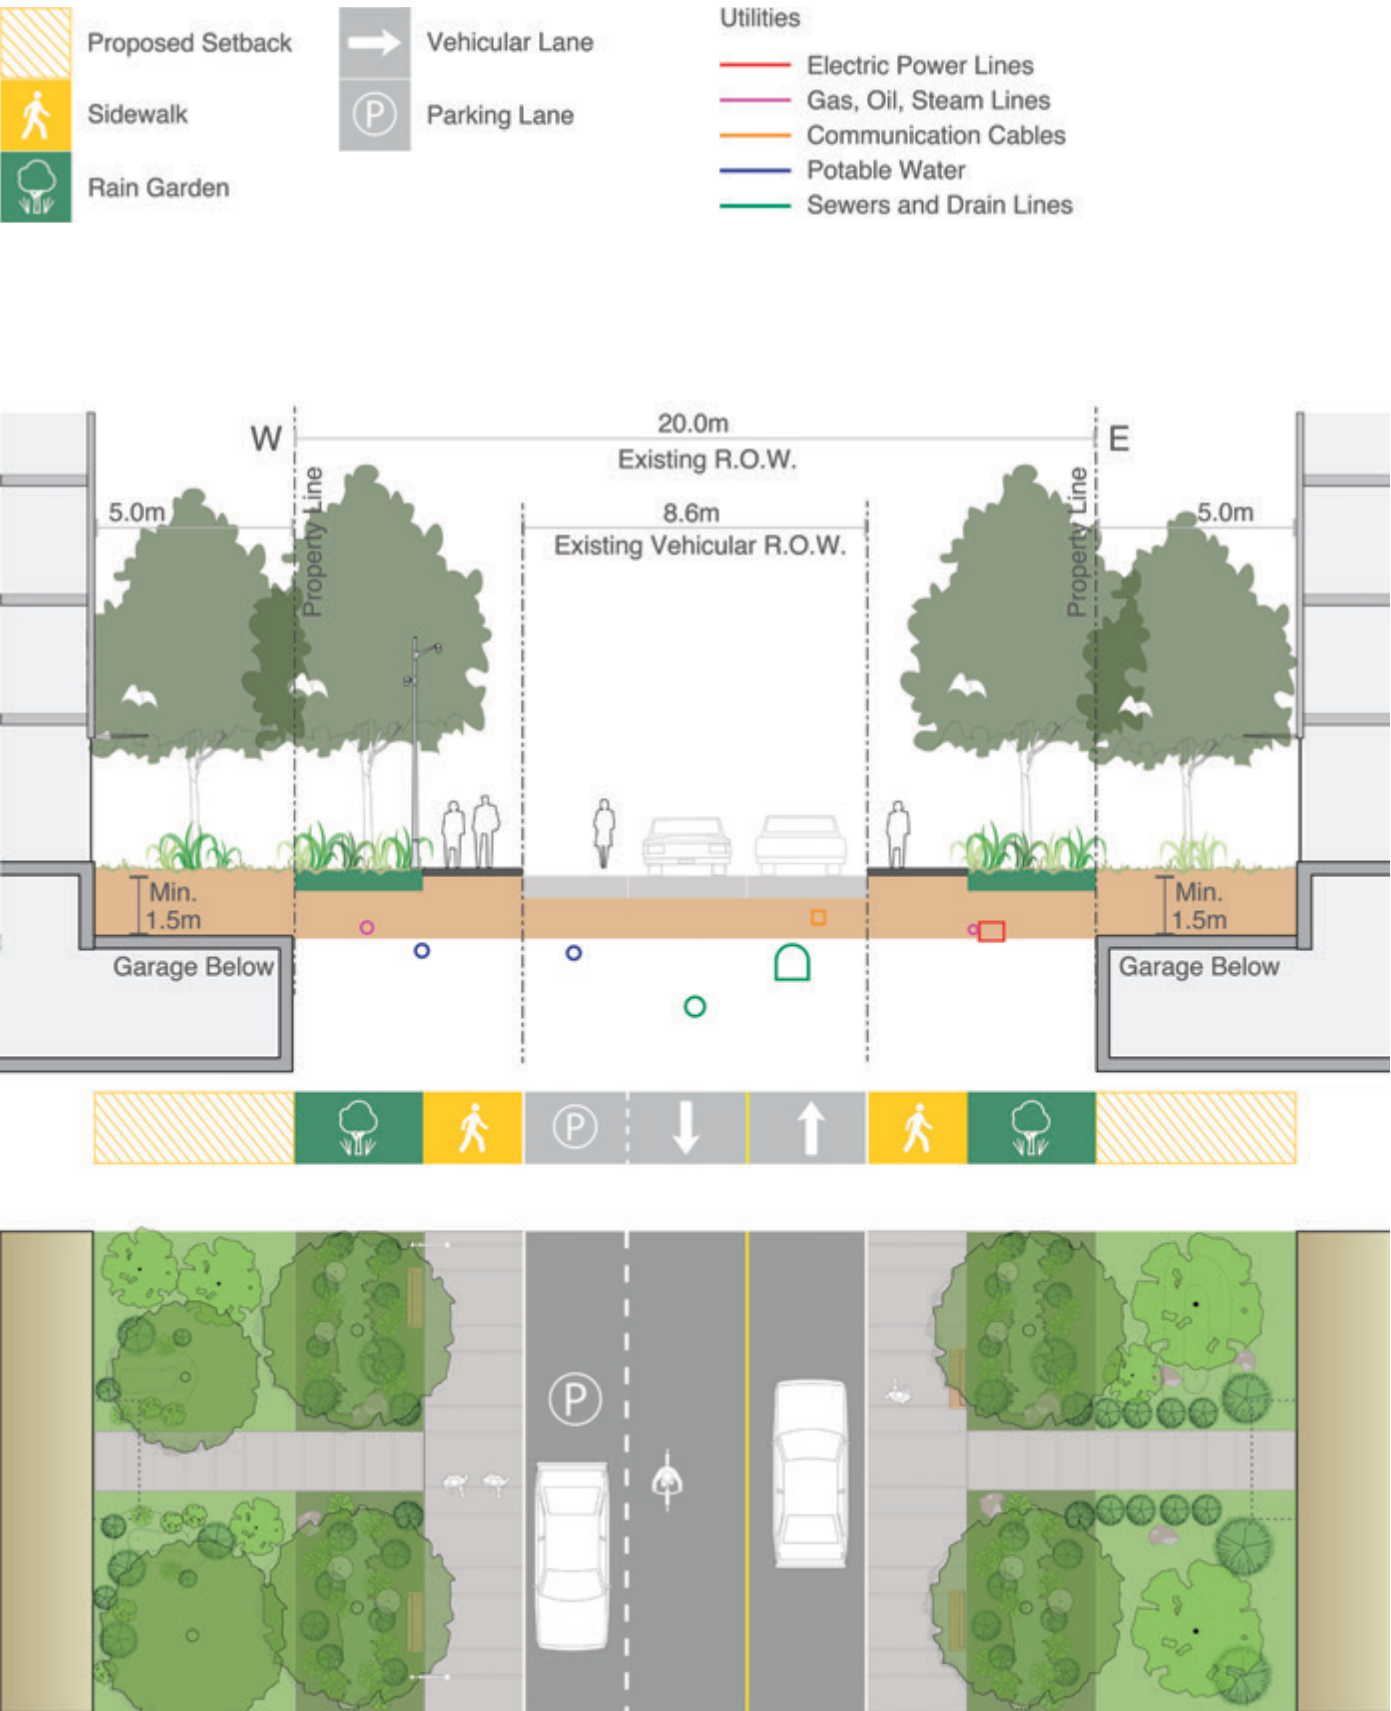 Proposed Setback
Sidewalk
Rain Garden
Vehicular Lane
P
Parking Lane
Utilities
Electric Power Lines
Gas, Oil, Steam Lines
Communication Cables
Potable Water
Sewers and Drain Lines
W
20.0m
E
Existing R.O.W.
Property Line
Property Line
5.0m
8.6m
5.0m
Existing Vehicular R.O.W.
Min.
1.5m
Min.
1.5m
Garage Below
Garage Below
P
P